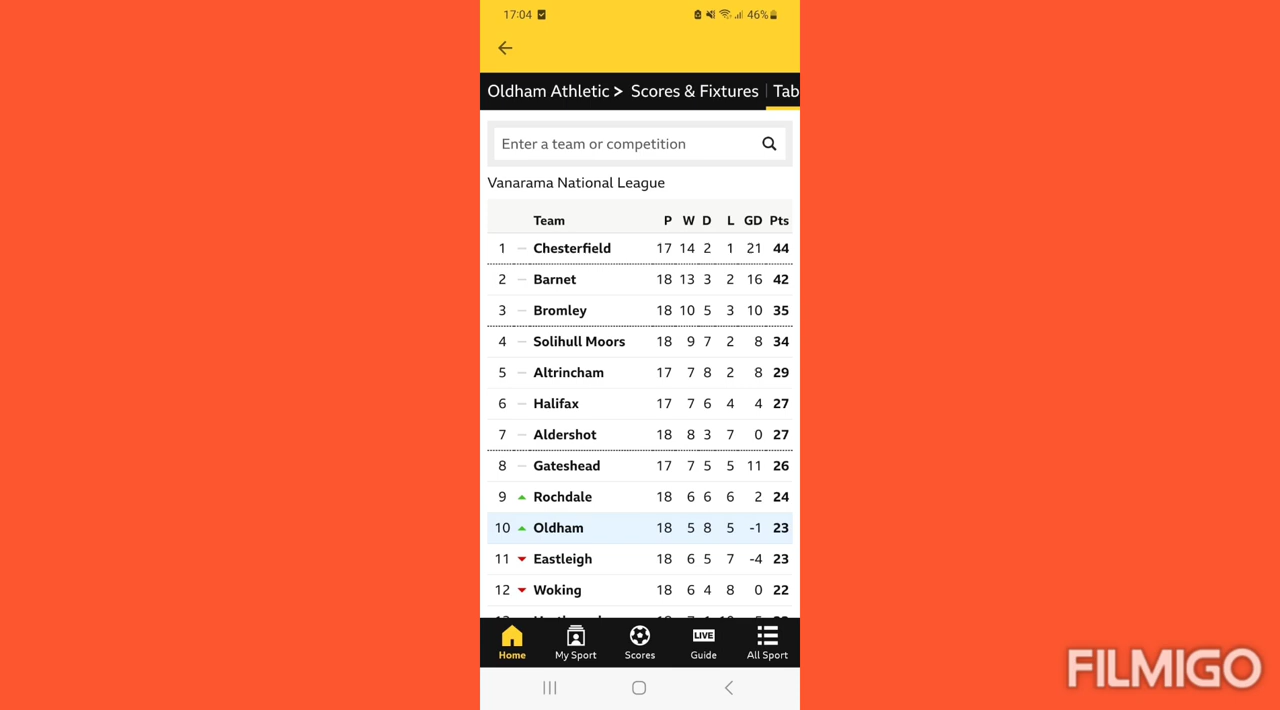 17:04 46%
Oldham Athletic > Scores & Fixtures Tab
Enter a team or competition
Vanarama National League
Team P W D L GD Pts
1 Chesterfield 17 14 2 1 21 44
2 Barnet 18 13 3 2 16 42
3 Bromley 18 10 5 3 10 35
4 Solihull Moors 18 9 7 2 8 34
5 Altrincham 17 7 8 2 8 29
6 Halifax 17 7 6 4 4 27
7 Aldershot 18 8 3 7 0 27
8 Gateshead 17 7 5 5 11 26
9 Rochdale 18 6 6 6 2 24
10 Oldham 18 5 8 5 -1 23
11 Eastleigh 18 6 5 7 -4 23
12 Woking 18 6 4 8 0 22
LIVE
Home My Sport Scores Guide All Sport
FILMIGO